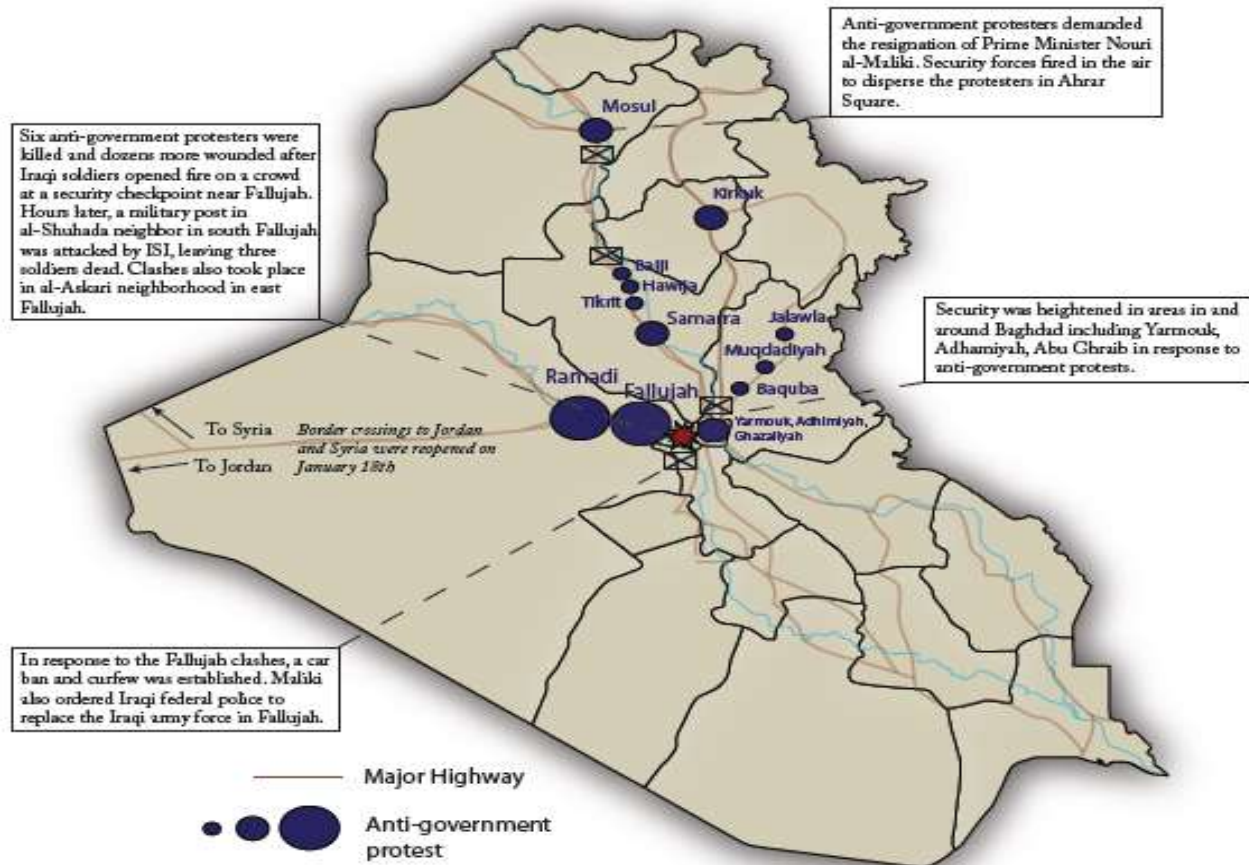 Anti-government protesters demanded
the resignation of Prime Minister Nouri
al-Maliki. Security forces fired in the air
to disperse the protesters in Ahrar
Square.
Mosul
Six anti-government protesters were
killed and dozens more wounded after
Iraqi soldiers opened fire on a crowd
at a security checkpoint near Fallujah.
Hours later, a military post in
al-Shuhada neighbor in south Fallujah
was attacked by ISI, leaving three
soldiers dead. Clashes also took place
in al-Askari neighborhood in east
Fallujah.
Kirkuk
Baiji
Hawija
Tikrit
Samarra
Jalawla
Muqdadiyah
Baquba
Security was heightened in areas in and
around Baghdad including Yarmouk,
Adhamiyah, Abu Ghraib in response to
anti-government protests.
Ramadi
Fallujah
Yarmouk, Adhimiyah,
Ghazaliyah
To Syria
To Jordan
Border crossings to Jordan
and Syria were reopened on
January 18th
In response to the Fallujah clashes, a car
ban and curfew was established. Maliki
also ordered Iraqi federal police to
replace the Iraqi army force in Fallujah.
Major Highway
Anti-government
protest